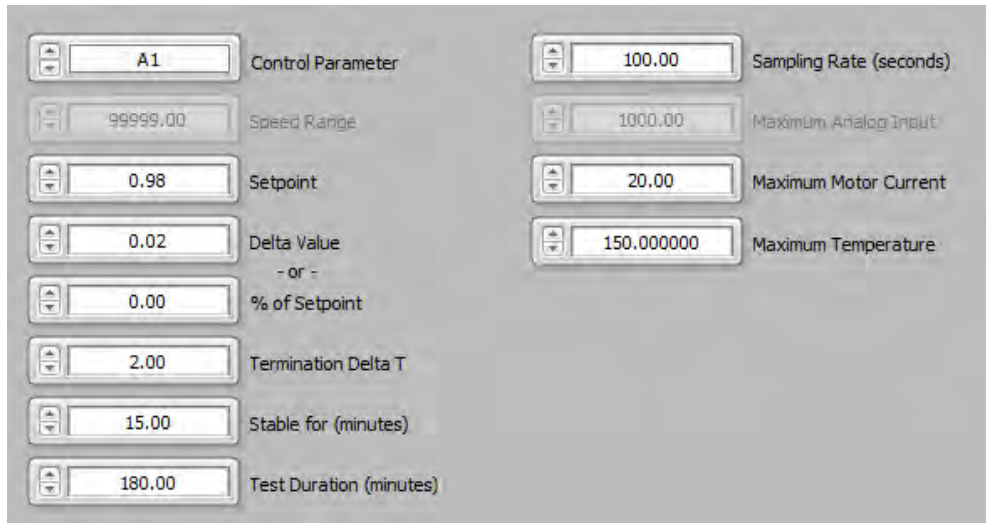 A1 Control Parameter
99999.00 Speed Range
0.98 Setpoint
0.02 Delta Value
- or -
0.00 % of Setpoint
2.00 Termination Delta T
15.00 Stable for (minutes)
180.00 Test Duration (minutes)
100.00 Sampling Rate (seconds)
1000.00 Maximum Analog Input
20.00 Maximum Motor Current
150.000000 Maximum Temperature